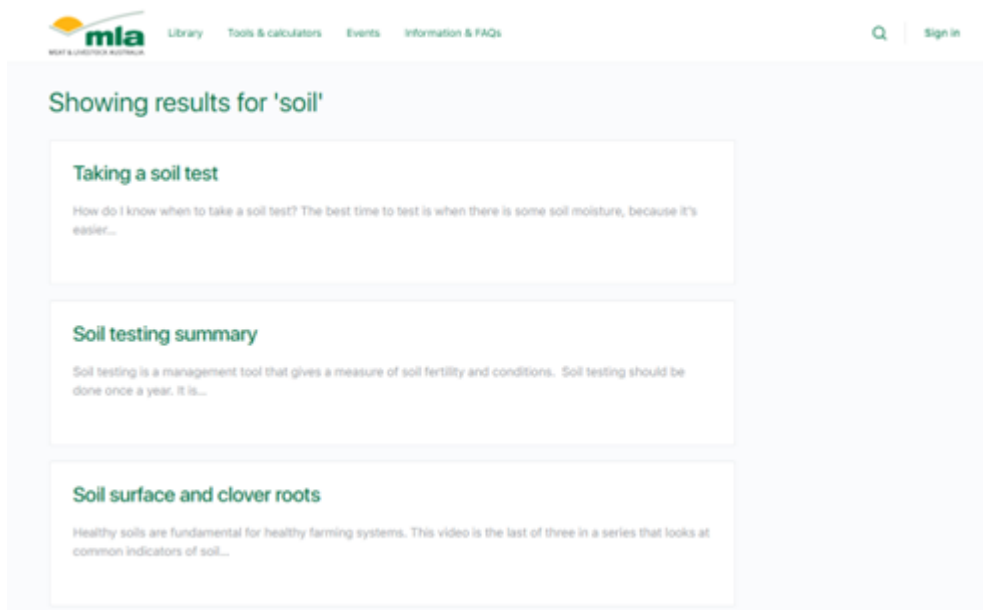 mla
MEAT & LIVESTOCK AUSTRALIA
Library
Tools & calculators
Events
Information & FAQs
Sign in
Showing results for 'soil'
Taking a soil test
How do I know when to take a soil test? The best time to test is when there is some soil moisture, because it's
easier...
Soil testing summary
Soil testing is a management tool that gives a measure of soil fertility and conditions.  Soil testing should be
done once a year. It is...
Soil surface and clover roots
Healthy soils are fundamental for healthy farming systems. This video is the last of three in a series that looks at
common indicators of soil...